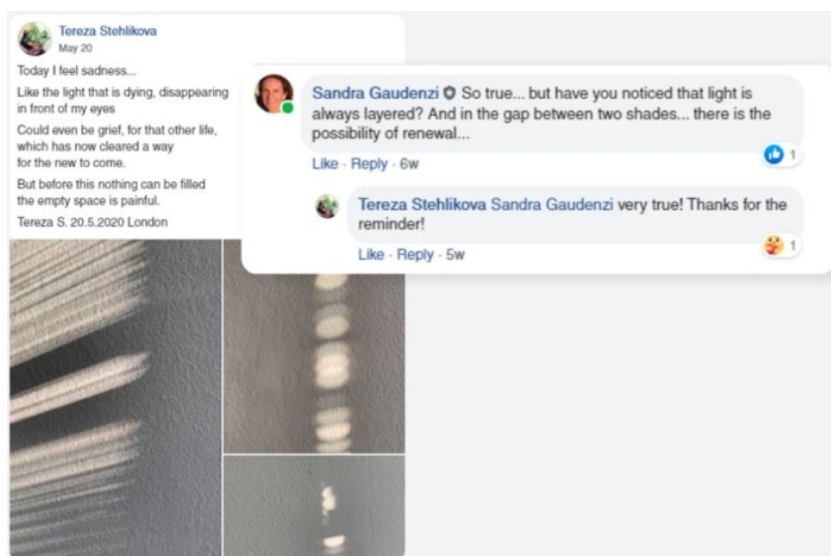 Tereza Stehlikova
May 20
Today I feel sadness...
Like the light that is dying, disappearing
in front of my eyes
Could even be grief, for that other life,
which has now cleared a way
for the new to come.
But before this nothing can be filled
the empty space is painful.
Tereza S. 20.5.2020 London
Sandra Gaudenzi So true... but have you noticed that light is
always layered? And in the gap between two shades... there is the
possibility of renewal...
1
Like · Reply · 6w
Tereza Stehlikova Sandra Gaudenzi very true! Thanks for the
reminder!
1
Like · Reply · 5w